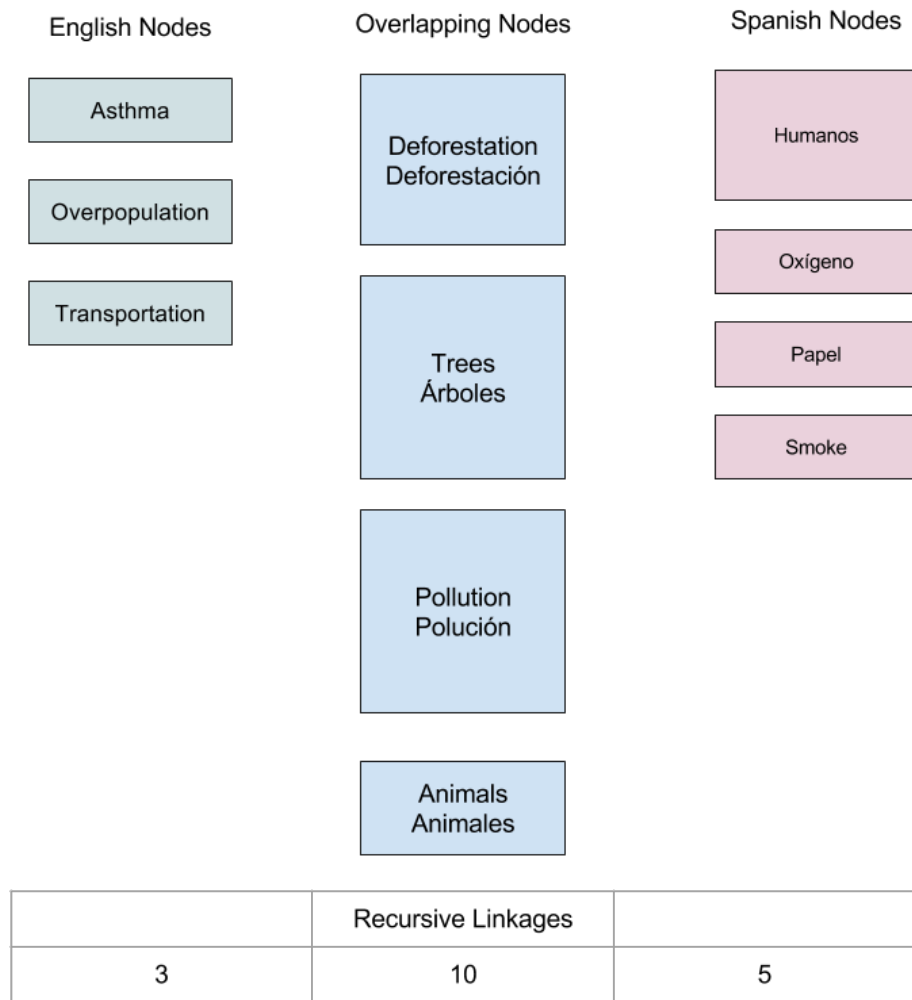 English Nodes
Overlapping Nodes
Spanish Nodes
Asthma
Overpopulation
Transportation
Deforestation
Deforestación
Trees
Árboles
Pollution
Polución
Animals
Animales
Humanos
Oxígeno
Papel
Smoke
Recursive Linkages
3
10
5